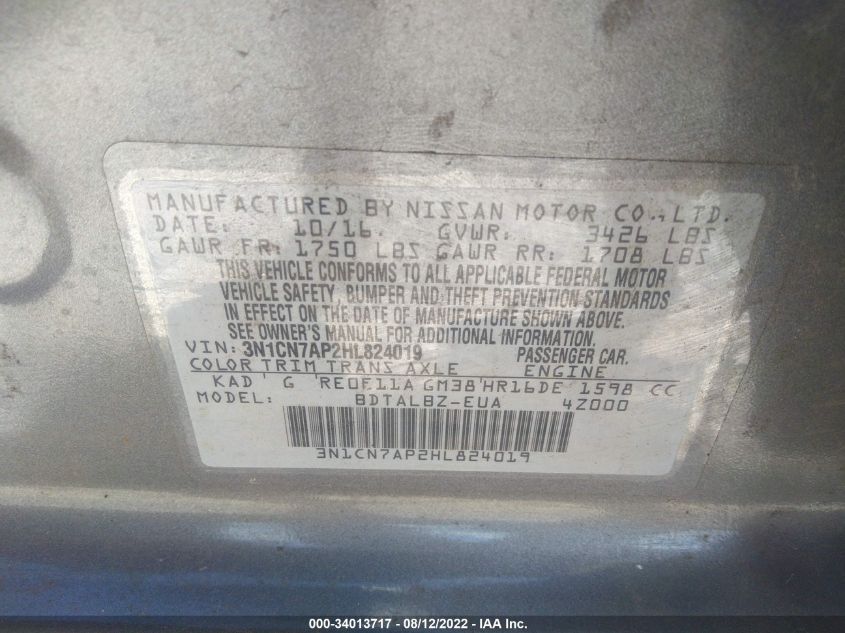 MANUFACTURED BY NISSAN MOTOR CO., LTD.
DATE: 10/16. GVWR: 3426 LBS
GAWR FR: 1750 LBS GAWR RR: 1708 LBS
THIS VEHICLE CONFORMS TO ALL APPLICABLE FEDERAL MOTOR
VEHICLE SAFETY, BUMPER AND THEFT PREVENTION STANDARDS
IN EFFECT ON THE DATE OF MANUFACTURE SHOWN ABOVE.
SEE OWNER'S MANUAL FOR ADDITIONAL INFORMATION.
VIN: 3N1CN7AP2HL824019 PASSENGER CAR.
COLOR TRIM TRANS AXLE ENGINE
KAD ' G 'RE0F11A GM38'HR16DE 1598 CC
MODEL: BDTALBZ-EUA 4Z000
3N1CN7AP2HL824019
000-34013717 - 08/12/2022 - IAA Inc.